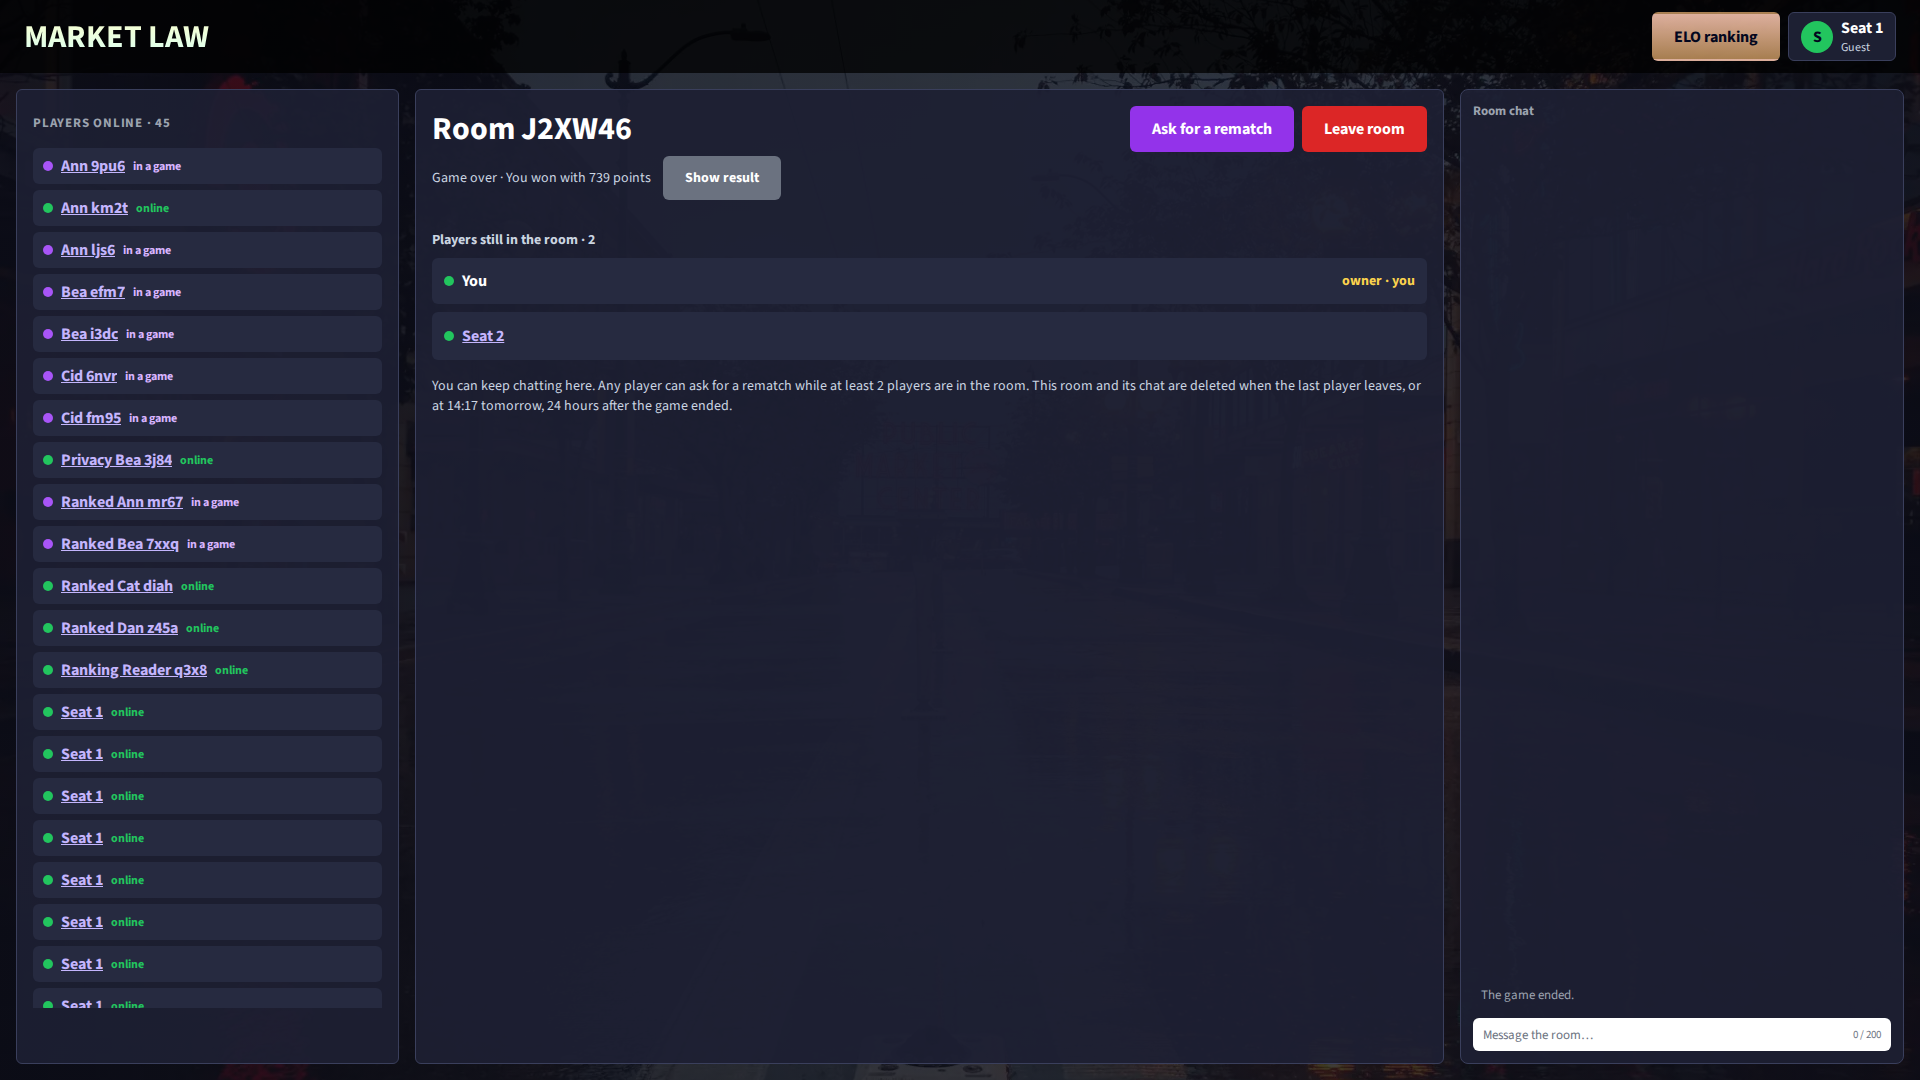 MARKET LAW
ELO ranking
S
Seat 1
Guest
PLAYERS ONLINE · 45
Ann 9pu6 in a game
Ann km2t online
Ann ljs6 in a game
Bea efm7 in a game
Bea i3dc in a game
Cid 6nvr in a game
Cid fm95 in a game
Privacy Bea 3j84 online
Ranked Ann mr67 in a game
Ranked Bea 7xxq in a game
Ranked Cat diah online
Ranked Dan z45a online
Ranking Reader q3x8 online
Seat 1 online
Seat 1 online
Seat 1 online
Seat 1 online
Seat 1 online
Seat 1 online
Seat 1 online
Seat 1 online
Room J2XW46
Ask for a rematch
Leave room
Game over · You won with 739 points
Show result
Players still in the room · 2
You
owner · you
Seat 2
You can keep chatting here. Any player can ask for a rematch while at least 2 players are in the room. This room and its chat are deleted when the last player leaves, or
at 14:17 tomorrow, 24 hours after the game ended.
Room chat
The game ended.
Message the room…
0 / 200